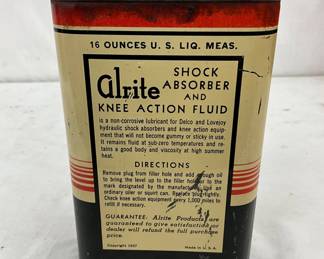 16 OUNCES U. S. LIQ. MEAS.
alrite
SHOCK
ABSORBER
AND
KNEE ACTION FLUID
is a non-corrosive lubricant for Delco and Lovejoy
hydraulic shock absorbers and knee action equip-
ment that will not become gummy or sticky in use.
It remains fluid at sub-zero temperatures and re-
tains a good body and viscosity at high summer
heat.
DIRECTIONS
Remove plug from filler hole and add enough oil
to bring the level up to the filler hole or to the
mark designated by the manufacturer. Use an
ordinary oiler or squirt can. Replace plug tightly.
Check knee action equipment every 1,000 miles to
refill if necessary.
GUARANTEE: Alrite Products are
guaranteed to give satisfaction or
dealer will refund the full purchase
price.
Copyright 1937
Made in U.S.A.